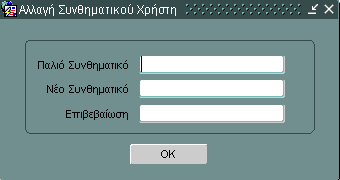 Αλλαγή Συνθηματικού Χρήστη
Παλιό Συνθηματικό
Νέο Συνθηματικό
Επιβεβαίωση
OK